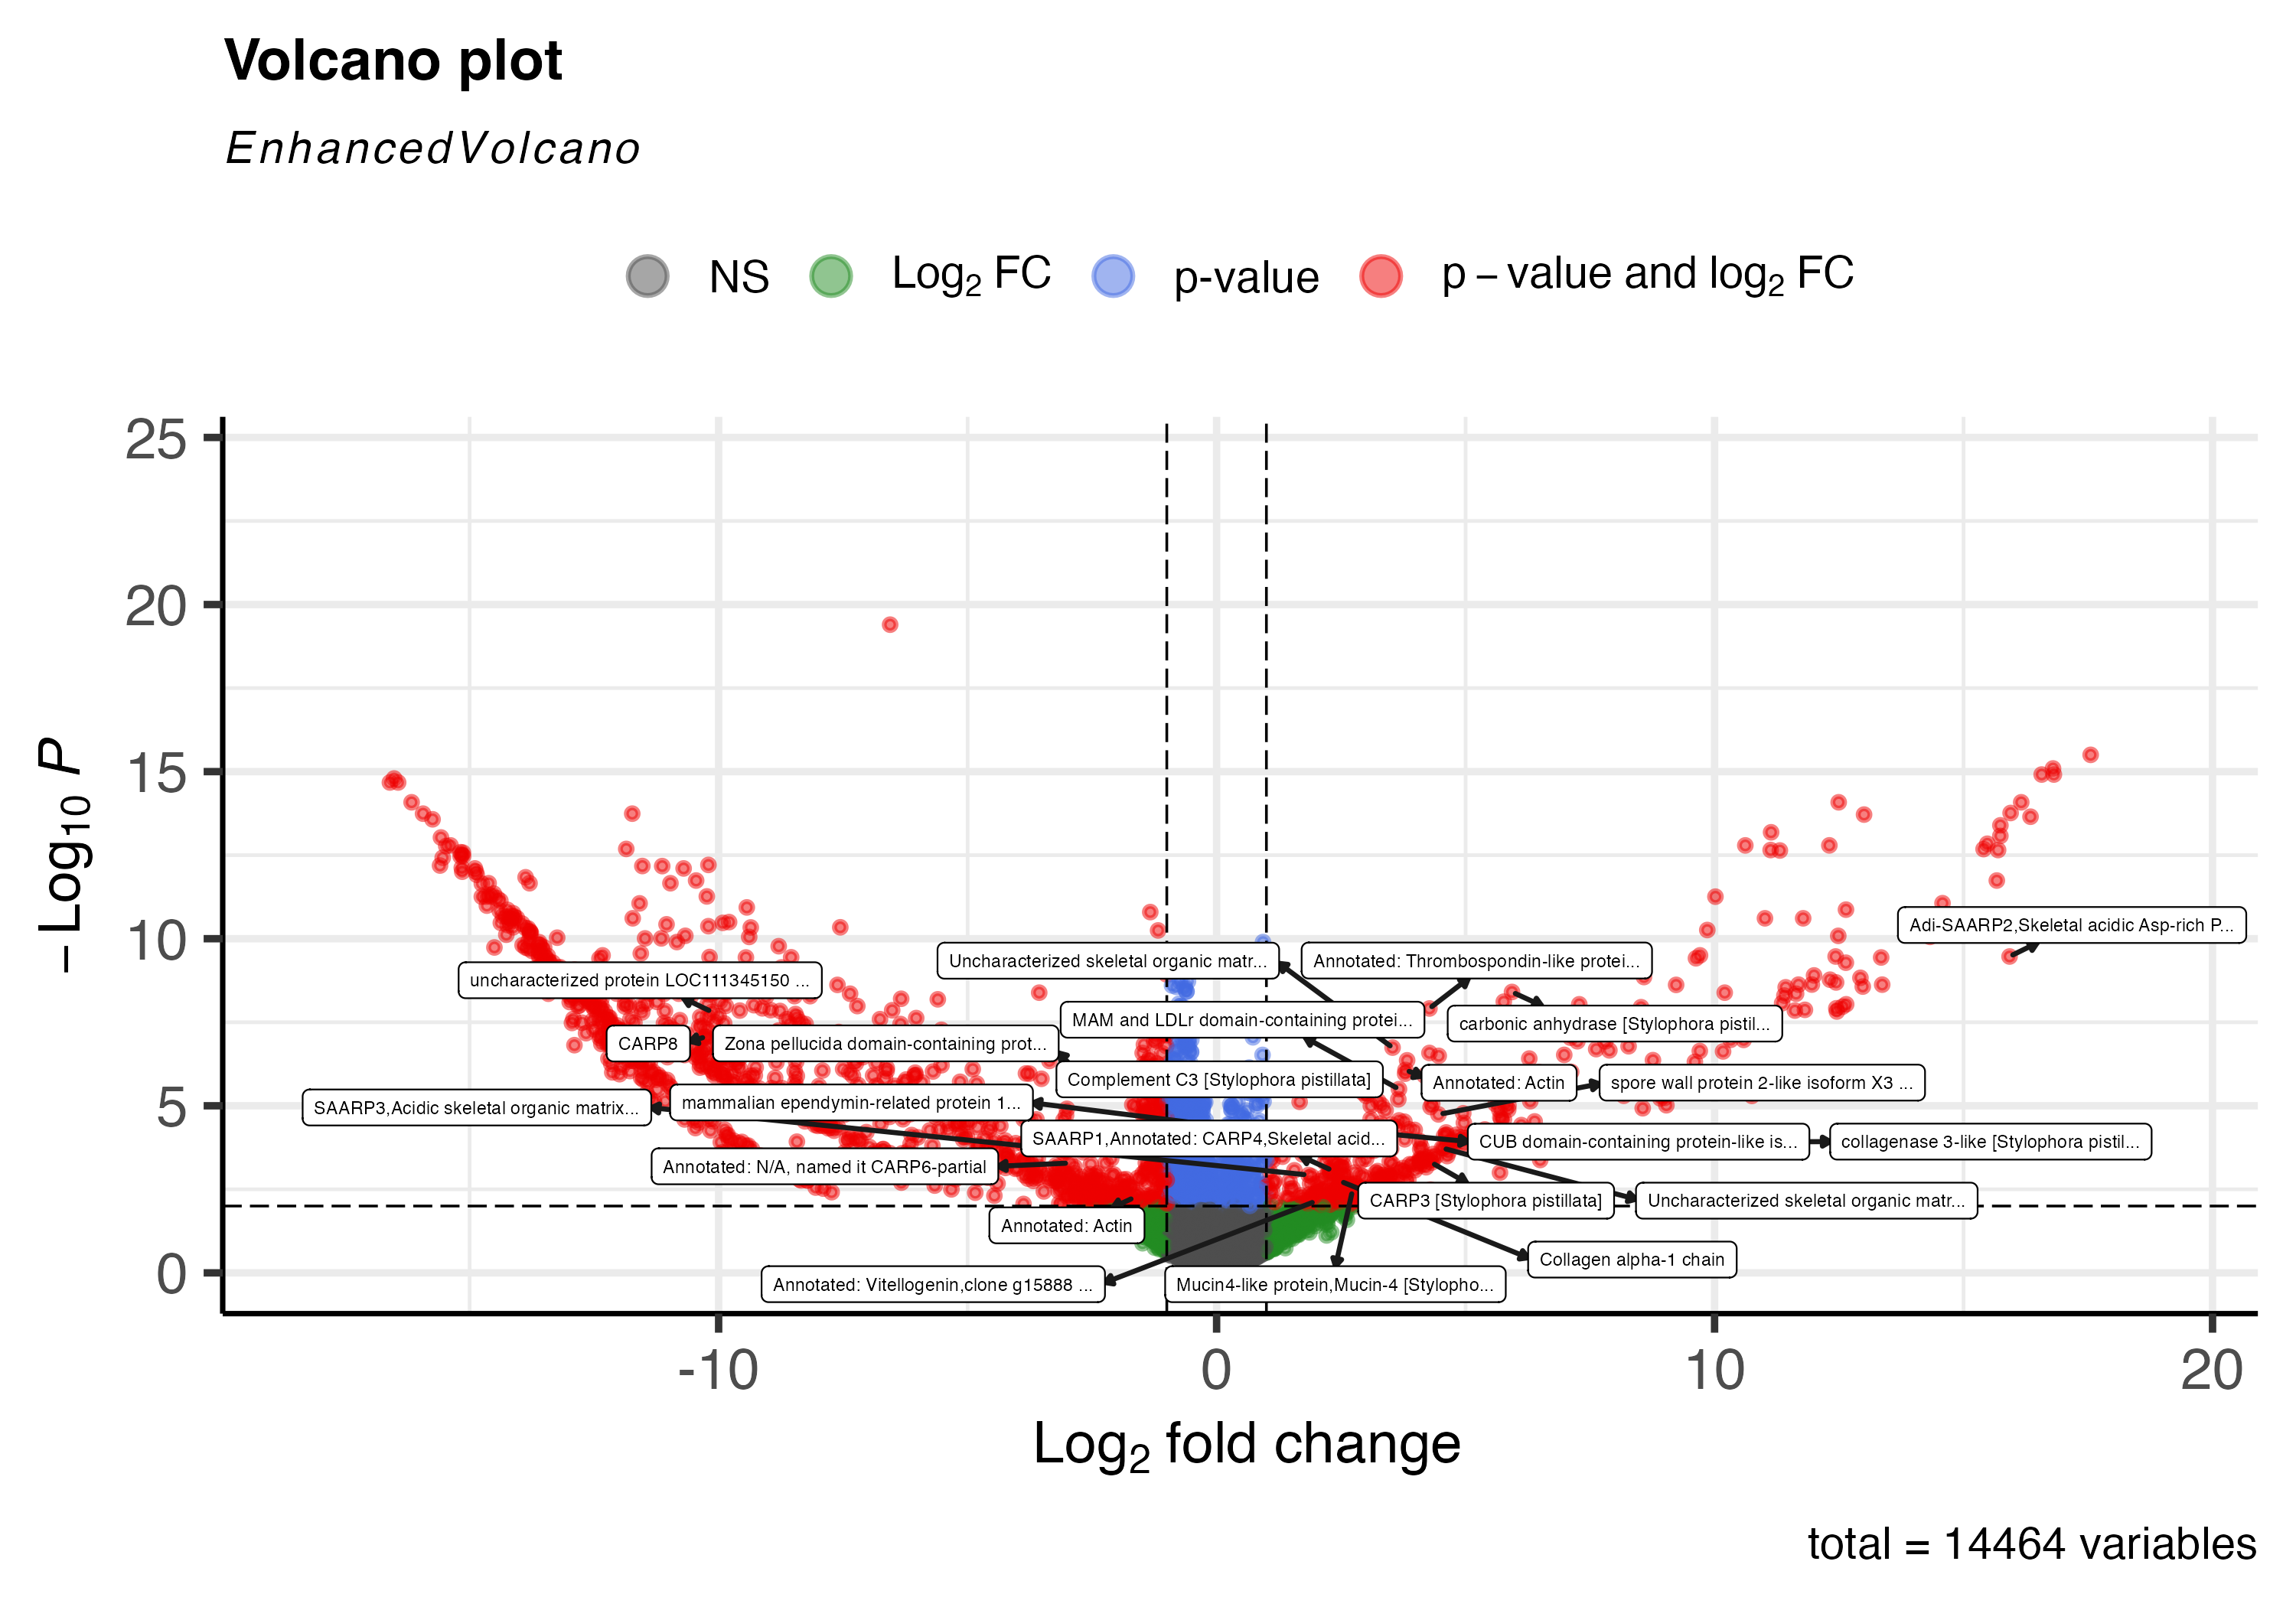 Volcano plot
EnhancedVolcano
NS Log2 FC p-value p – value and log2 FC
25
20
15
10
5
0
– Log10 P
Adi-SAARP2,Skeletal acidic Asp-rich P...
Uncharacterized skeletal organic matr...
Annotated: Thrombospondin-like protei...
uncharacterized protein LOC111345150 ...
MAM and LDLr domain-containing protei...
carbonic anhydrase [Stylophora pistil...
CARP8
Zona pellucida domain-containing prot...
Complement C3 [Stylophora pistillata]
Annotated: Actin
spore wall protein 2-like isoform X3 ...
SAARP3,Acidic skeletal organic matrix...
mammalian ependymin-related protein 1...
SAARP1,Annotated: CARP4,Skeletal acid...
CUB domain-containing protein-like is...
collagenase 3-like [Stylophora pistil...
Annotated: N/A, named it CARP6-partial
CARP3 [Stylophora pistillata]
Uncharacterized skeletal organic matr...
Annotated: Actin
Collagen alpha-1 chain
Annotated: Vitellogenin,clone g15888 ...
Mucin4-like protein,Mucin-4 [Stylopho...
-10 0 10 20
Log2 fold change
total = 14464 variables